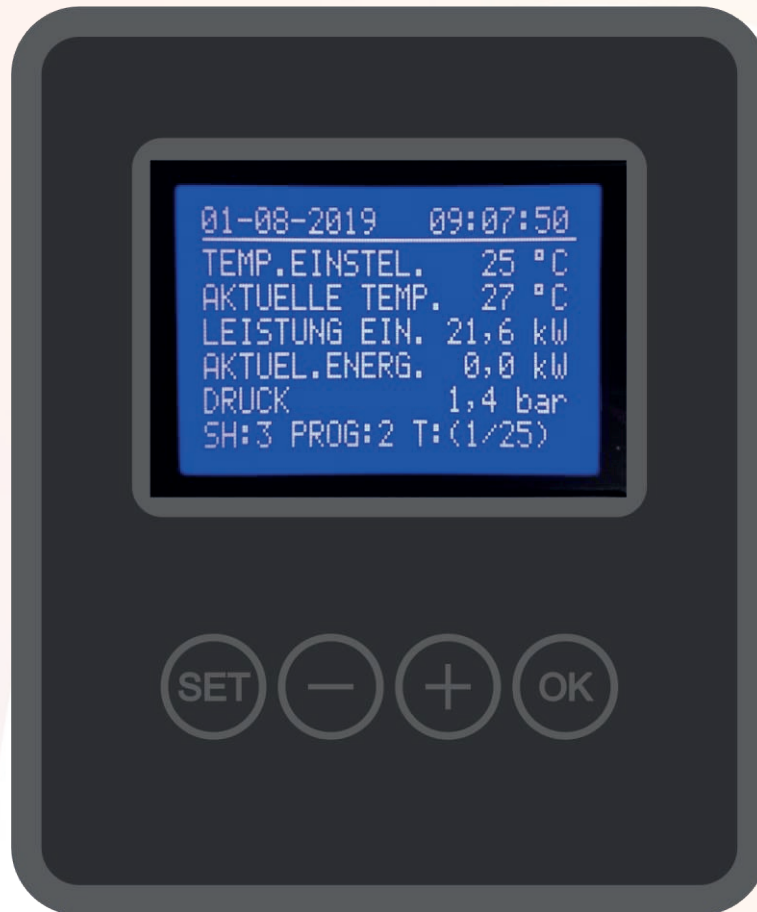 01-08-2019 09:07:50
TEMP.EINSTEL. 25 °C
AKTUELLE TEMP. 27 °C
LEISTUNG EIN. 21,6 kW
AKTUEL.ENERG. 0,0 kW
DRUCK 1,4 bar
SH:3 PROG:2 T:(1/25)
SET − + OK